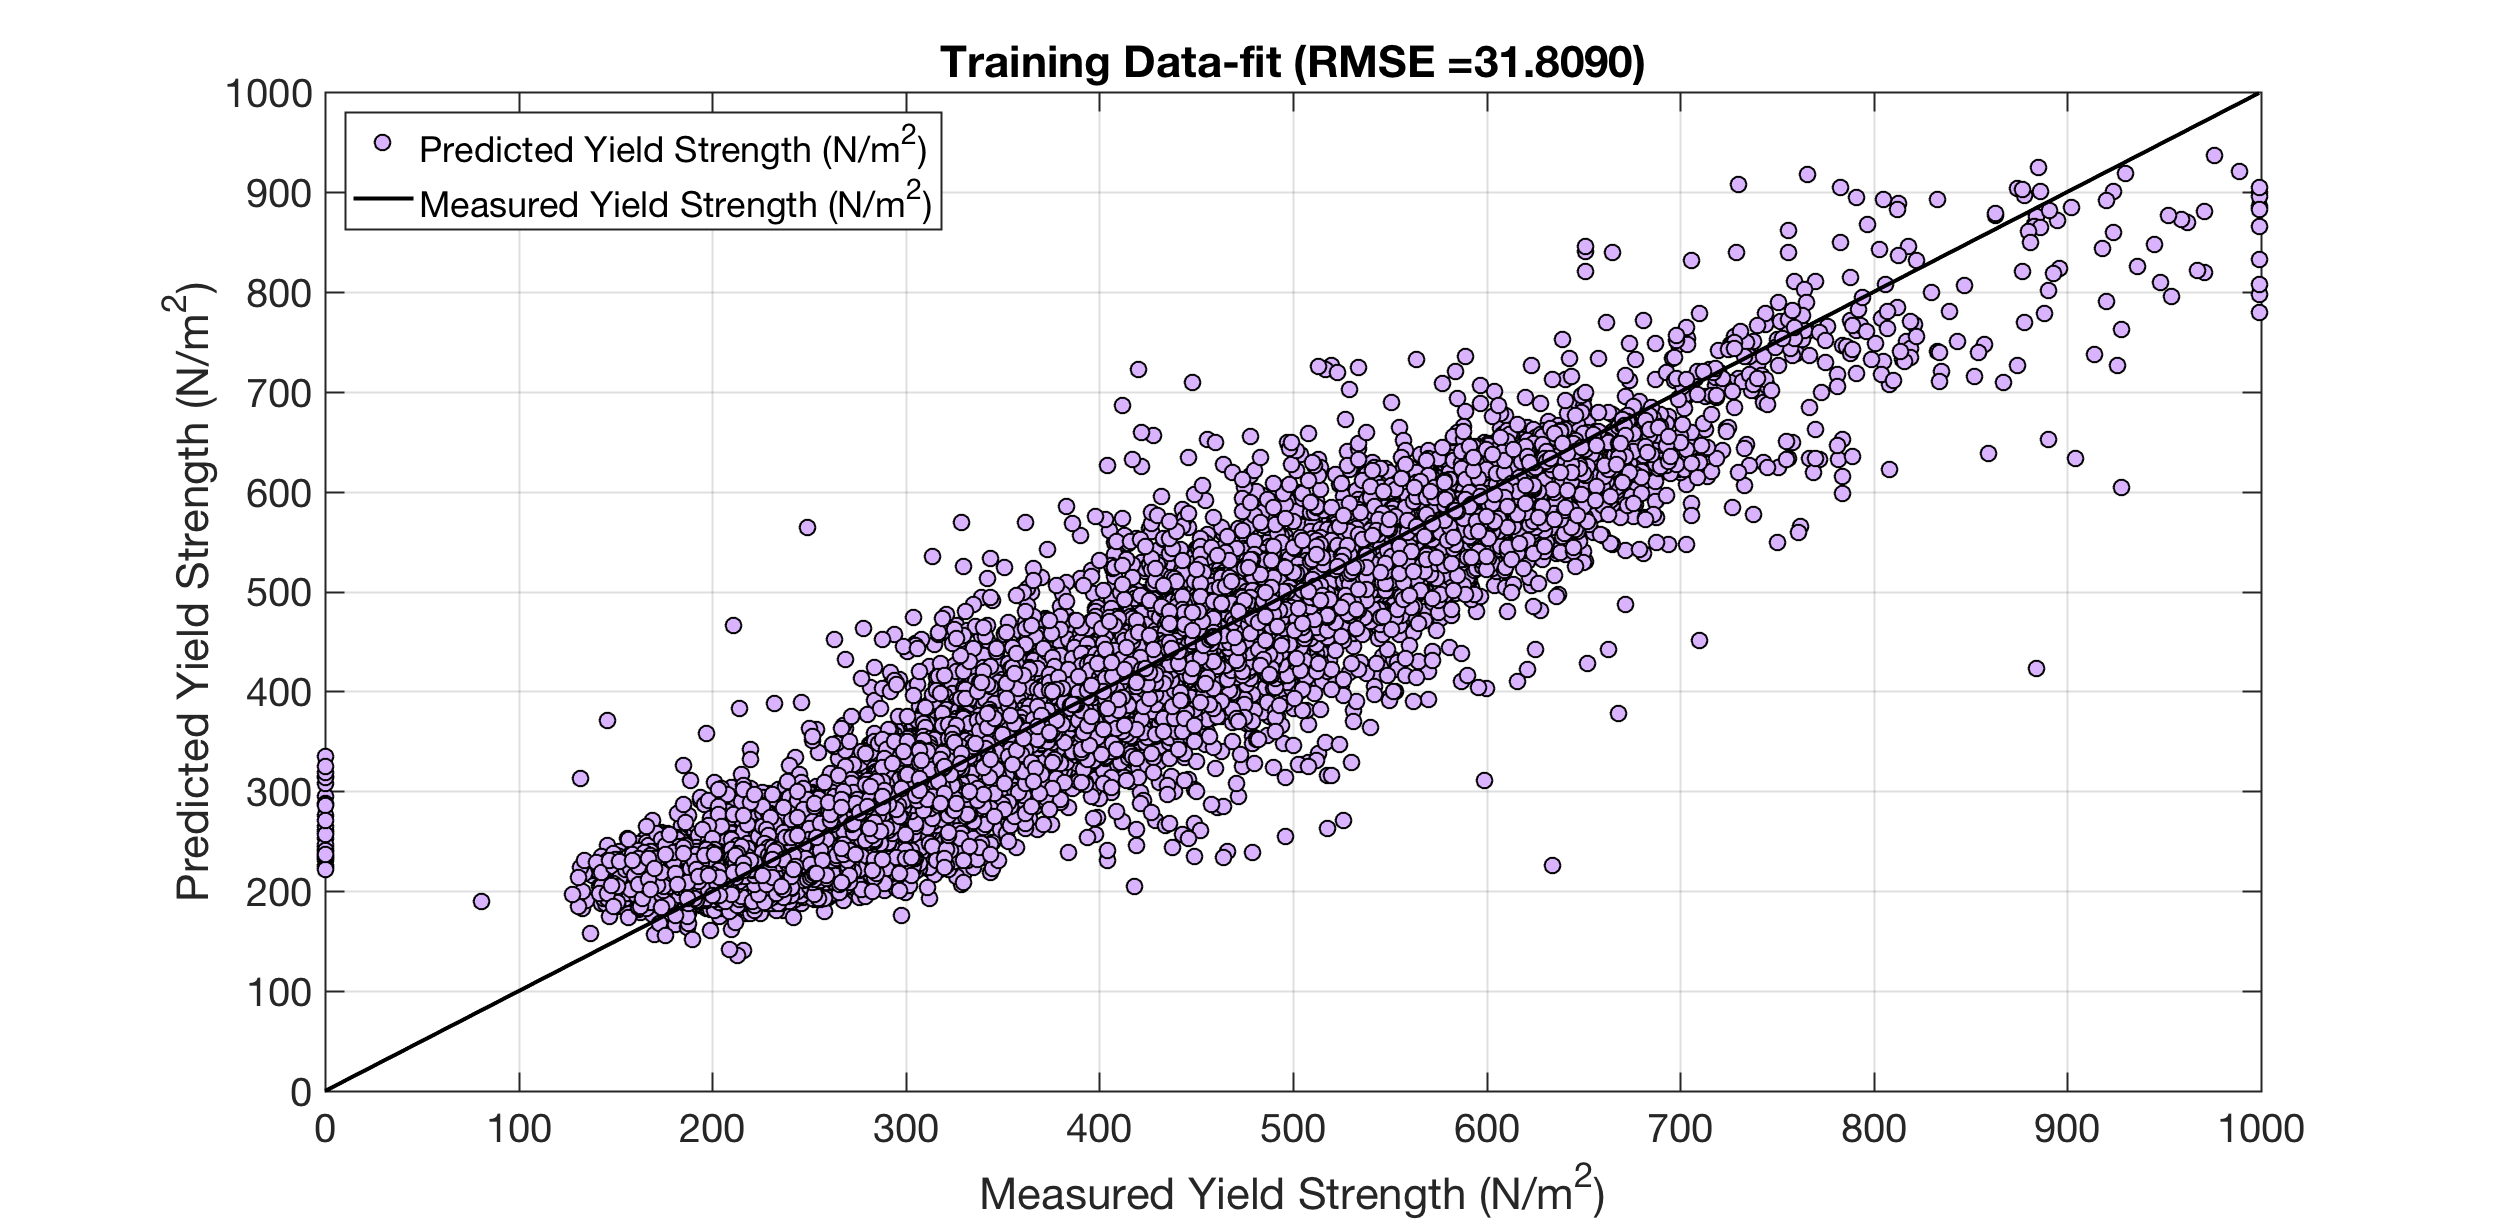 Training Data-fit (RMSE =31.8090)
Predicted Yield Strength (N/m²)
Measured Yield Strength (N/m²)
Predicted Yield Strength (N/m²)
1000
900
800
700
600
500
400
300
200
100
0
0 100 200 300 400 500 600 700 800 900 1000
Measured Yield Strength (N/m²)